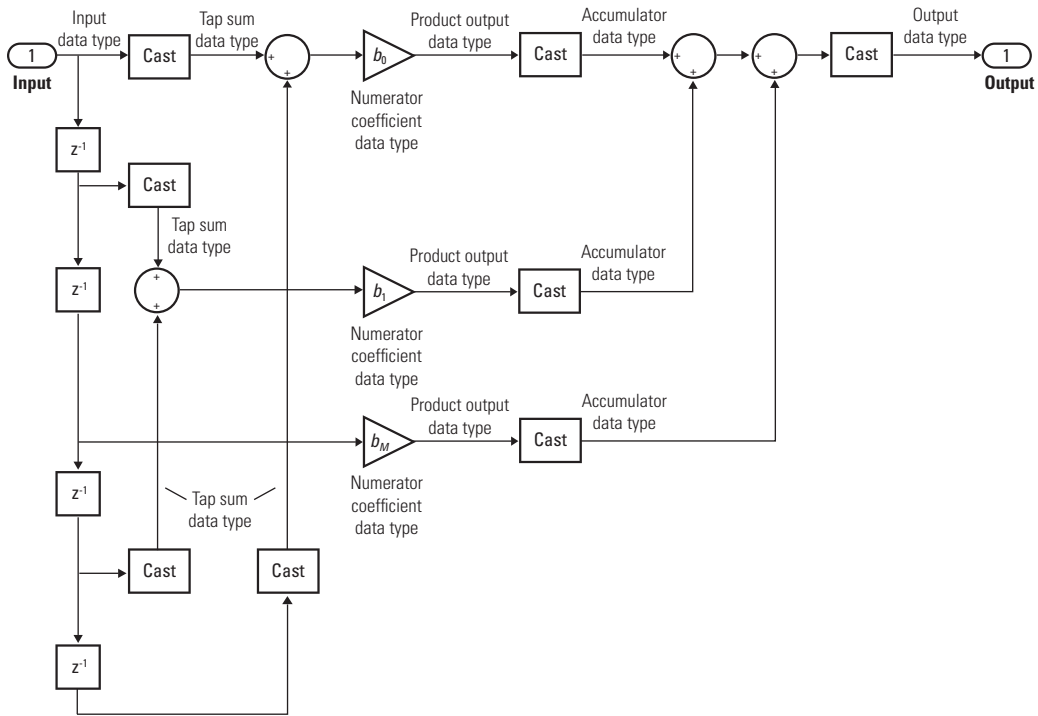 Input
data type
Tap sum
data type
Product output
data type
Accumulator
data type
Output
data type
1
Input
Cast
+
+
b0
Cast
+
+
+
+
Cast
1
Output
Numerator
coefficient
data type
z-1
Cast
Tap sum
data type
z-1
+
+
b1
Product output
data type
Cast
Accumulator
data type
Numerator
coefficient
data type
bM
Product output
data type
Cast
Accumulator
data type
Numerator
coefficient
data type
z-1
Tap sum
data type
Cast
Cast
z-1